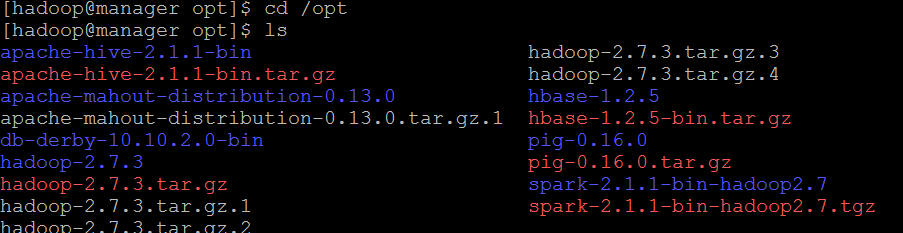 [hadoop@manager opt]$ cd /opt
[hadoop@manager opt]$ ls
apache-hive-2.1.1-bin hadoop-2.7.3.tar.gz.3
apache-hive-2.1.1-bin.tar.gz hadoop-2.7.3.tar.gz.4
apache-mahout-distribution-0.13.0 hbase-1.2.5
apache-mahout-distribution-0.13.0.tar.gz.1 hbase-1.2.5-bin.tar.gz
db-derby-10.10.2.0-bin pig-0.16.0
hadoop-2.7.3 pig-0.16.0.tar.gz
hadoop-2.7.3.tar.gz spark-2.1.1-bin-hadoop2.7
hadoop-2.7.3.tar.gz.1 spark-2.1.1-bin-hadoop2.7.tgz
hadoop-2.7.3.tar.gz.2